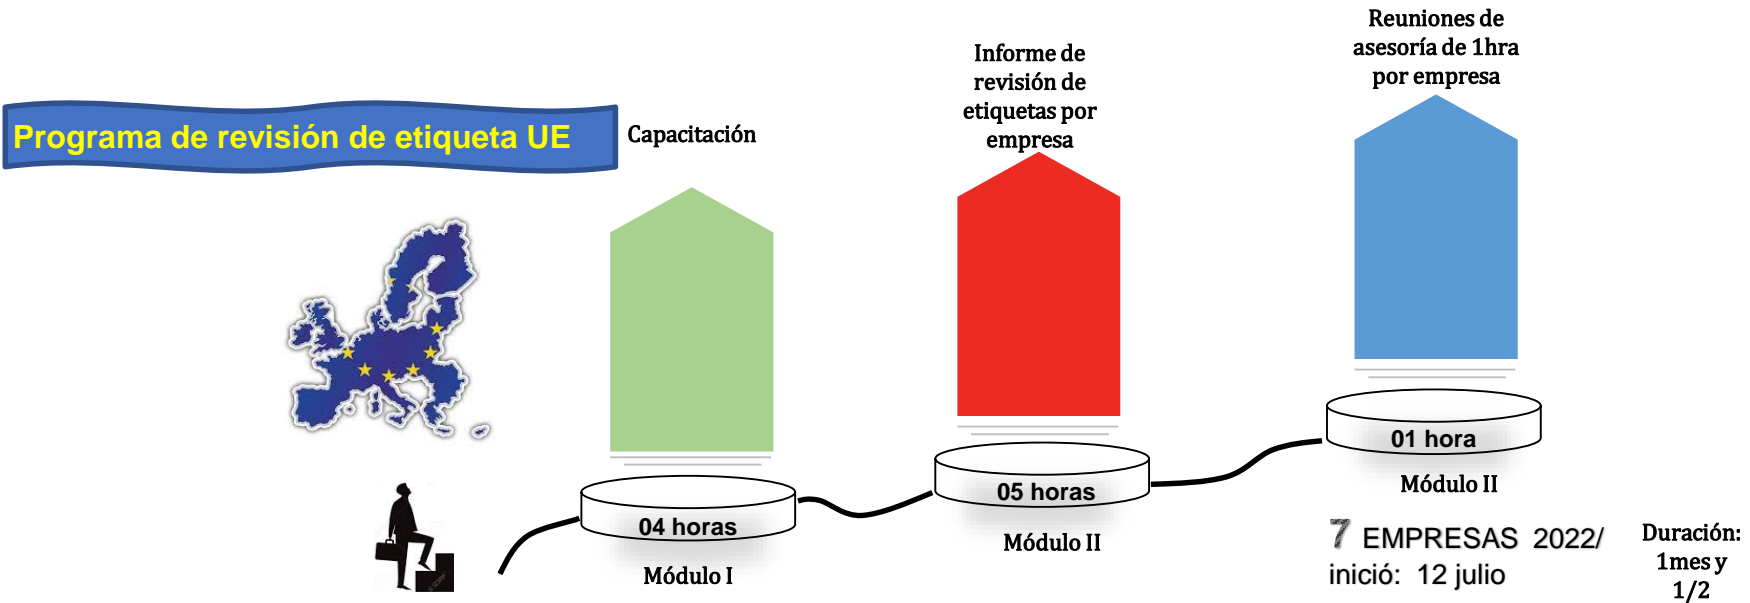 Programa de revisión de etiqueta UE
Capacitación
04 horas
Módulo I
Informe de
revisión de
etiquetas por
empresa
05 horas
Módulo II
Reuniones de
asesoría de 1hra
por empresa
01 hora
Módulo II
7 EMPRESAS 2022/
inició: 12 julio
Duración:
1mes y
1/2